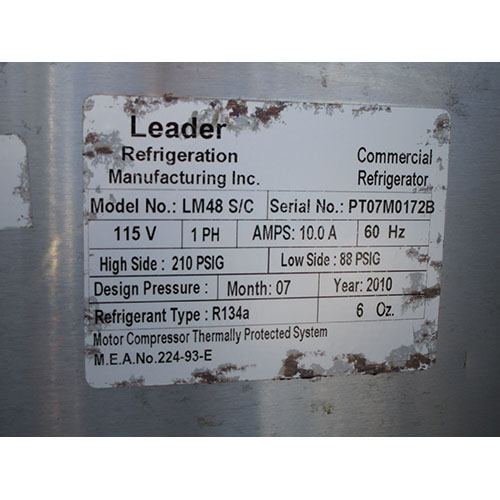 Leader
Refrigeration Commercial
Manufacturing Inc. Refrigerator
Model No.: LM48 S/C Serial No.: PT07M0172B
115 V 1 PH AMPS: 10.0 A 60 Hz
High Side : 210 PSIG Low Side : 88 PSIG
Design Pressure : Month: 07 Year: 2010
Refrigerant Type : R134a 6 Oz.
Motor Compressor Thermally Protected System
M.E.A.No.224-93-E